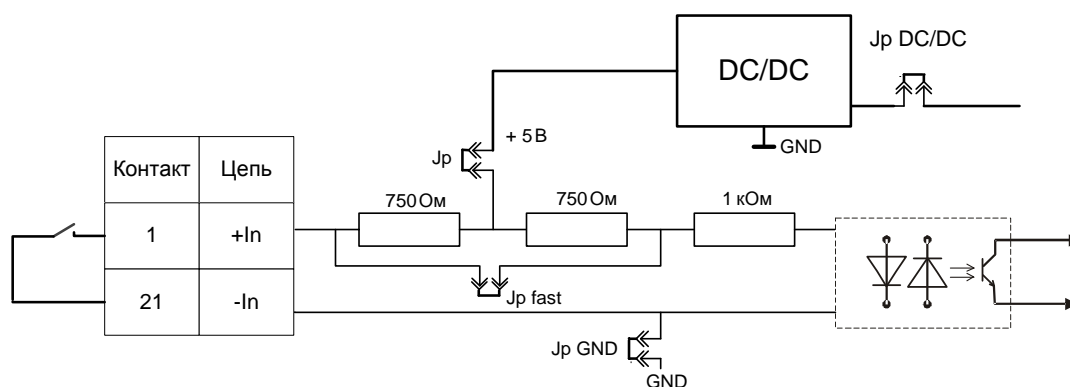 Jp DC/DC
DC/DC
+ 5 В
GND
Jp
Контакт
Цепь
750 Ом
750 Ом
1 кОм
1
+In
21
-In
Jp fast
Jp GND
GND